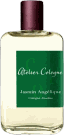 Atelier Cologne
Jasmin Angélique
Cologne Absolue